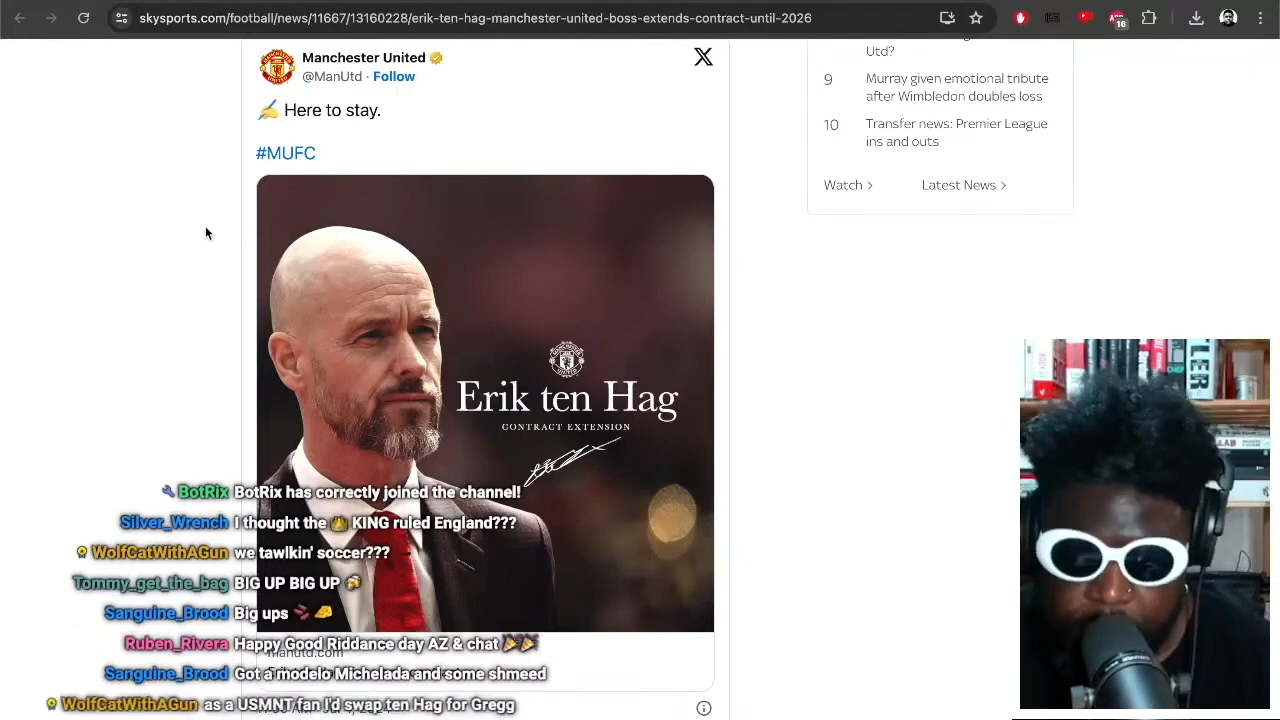 skysports.com/football/news/11667/13160228/erik-ten-hag-manchester-united-boss-extends-contract-until-2026
16
Manchester United
@ManUtd · Follow
Here to stay.
#MUFC
Erik ten Hag
CONTRACT EXTENSION
manutd.com
Utd?
9 Murray given emotional tribute
after Wimbledon doubles loss
10 Transfer news: Premier League
ins and outs
Watch >
Latest News >
BotRix BotRix has correctly joined the channel!
Silver_Wrench I thought the KING ruled England???
WolfCatWithAGun we tawlkin' soccer???
Tommy_get_the_bag BIG UP BIG UP
Sanguine_Brood Big ups
Ruben_Rivera Happy Good Riddance day AZ & chat
Sanguine_Brood Got a modelo Michelada and some shmeed
WolfCatWithAGun as a USMNT fan I'd swap ten Hag for Gregg